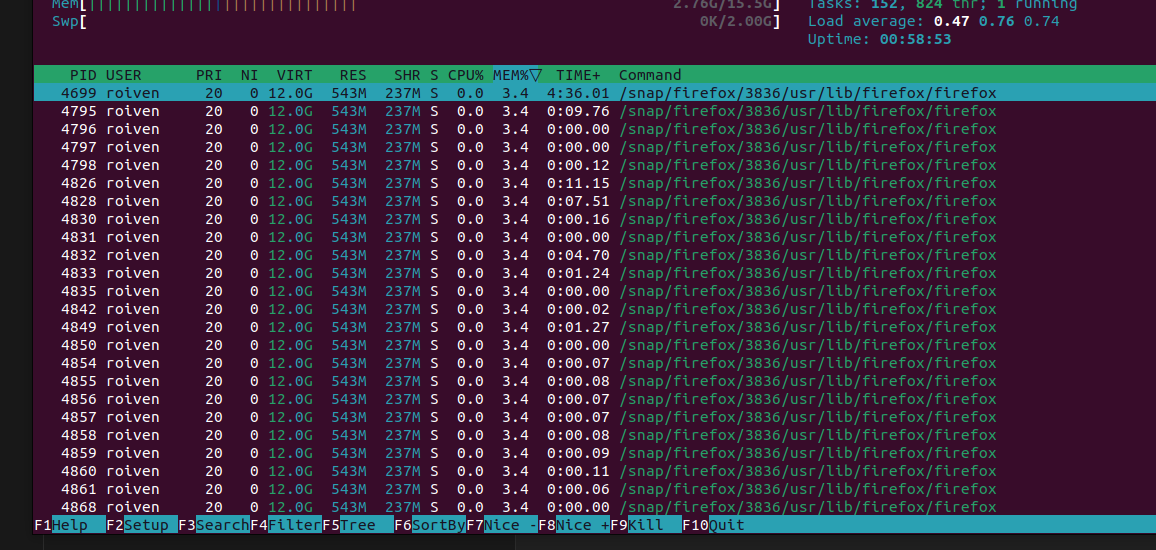 Mem[||||||||||||||||||||||||||||||| 2.76G/15.5G] Tasks: 152, 824 thr; 1 running
Swp[ 0K/2.00G] Load average: 0.47 0.76 0.74
Uptime: 00:58:53
PID USER PRI NI VIRT RES SHR S CPU% MEM%▽ TIME+ Command
4699 roiven 20 0 12.0G 543M 237M S 0.0 3.4 4:36.01 /snap/firefox/3836/usr/lib/firefox/firefox
4795 roiven 20 0 12.0G 543M 237M S 0.0 3.4 0:09.76 /snap/firefox/3836/usr/lib/firefox/firefox
4796 roiven 20 0 12.0G 543M 237M S 0.0 3.4 0:00.00 /snap/firefox/3836/usr/lib/firefox/firefox
4797 roiven 20 0 12.0G 543M 237M S 0.0 3.4 0:00.00 /snap/firefox/3836/usr/lib/firefox/firefox
4798 roiven 20 0 12.0G 543M 237M S 0.0 3.4 0:00.12 /snap/firefox/3836/usr/lib/firefox/firefox
4826 roiven 20 0 12.0G 543M 237M S 0.0 3.4 0:11.15 /snap/firefox/3836/usr/lib/firefox/firefox
4828 roiven 20 0 12.0G 543M 237M S 0.0 3.4 0:07.51 /snap/firefox/3836/usr/lib/firefox/firefox
4830 roiven 20 0 12.0G 543M 237M S 0.0 3.4 0:00.16 /snap/firefox/3836/usr/lib/firefox/firefox
4831 roiven 20 0 12.0G 543M 237M S 0.0 3.4 0:00.00 /snap/firefox/3836/usr/lib/firefox/firefox
4832 roiven 20 0 12.0G 543M 237M S 0.0 3.4 0:04.70 /snap/firefox/3836/usr/lib/firefox/firefox
4833 roiven 20 0 12.0G 543M 237M S 0.0 3.4 0:01.24 /snap/firefox/3836/usr/lib/firefox/firefox
4835 roiven 20 0 12.0G 543M 237M S 0.0 3.4 0:00.00 /snap/firefox/3836/usr/lib/firefox/firefox
4842 roiven 20 0 12.0G 543M 237M S 0.0 3.4 0:00.02 /snap/firefox/3836/usr/lib/firefox/firefox
4849 roiven 20 0 12.0G 543M 237M S 0.0 3.4 0:01.27 /snap/firefox/3836/usr/lib/firefox/firefox
4850 roiven 20 0 12.0G 543M 237M S 0.0 3.4 0:00.00 /snap/firefox/3836/usr/lib/firefox/firefox
4854 roiven 20 0 12.0G 543M 237M S 0.0 3.4 0:00.07 /snap/firefox/3836/usr/lib/firefox/firefox
4855 roiven 20 0 12.0G 543M 237M S 0.0 3.4 0:00.08 /snap/firefox/3836/usr/lib/firefox/firefox
4856 roiven 20 0 12.0G 543M 237M S 0.0 3.4 0:00.07 /snap/firefox/3836/usr/lib/firefox/firefox
4857 roiven 20 0 12.0G 543M 237M S 0.0 3.4 0:00.07 /snap/firefox/3836/usr/lib/firefox/firefox
4858 roiven 20 0 12.0G 543M 237M S 0.0 3.4 0:00.08 /snap/firefox/3836/usr/lib/firefox/firefox
4859 roiven 20 0 12.0G 543M 237M S 0.0 3.4 0:00.09 /snap/firefox/3836/usr/lib/firefox/firefox
4860 roiven 20 0 12.0G 543M 237M S 0.0 3.4 0:00.11 /snap/firefox/3836/usr/lib/firefox/firefox
4861 roiven 20 0 12.0G 543M 237M S 0.0 3.4 0:00.06 /snap/firefox/3836/usr/lib/firefox/firefox
4868 roiven 20 0 12.0G 543M 237M S 0.0 3.4 0:00.00 /snap/firefox/3836/usr/lib/firefox/firefox
F1Help F2Setup F3SearchF4FilterF5Tree F6SortByF7Nice -F8Nice +F9Kill F10Quit